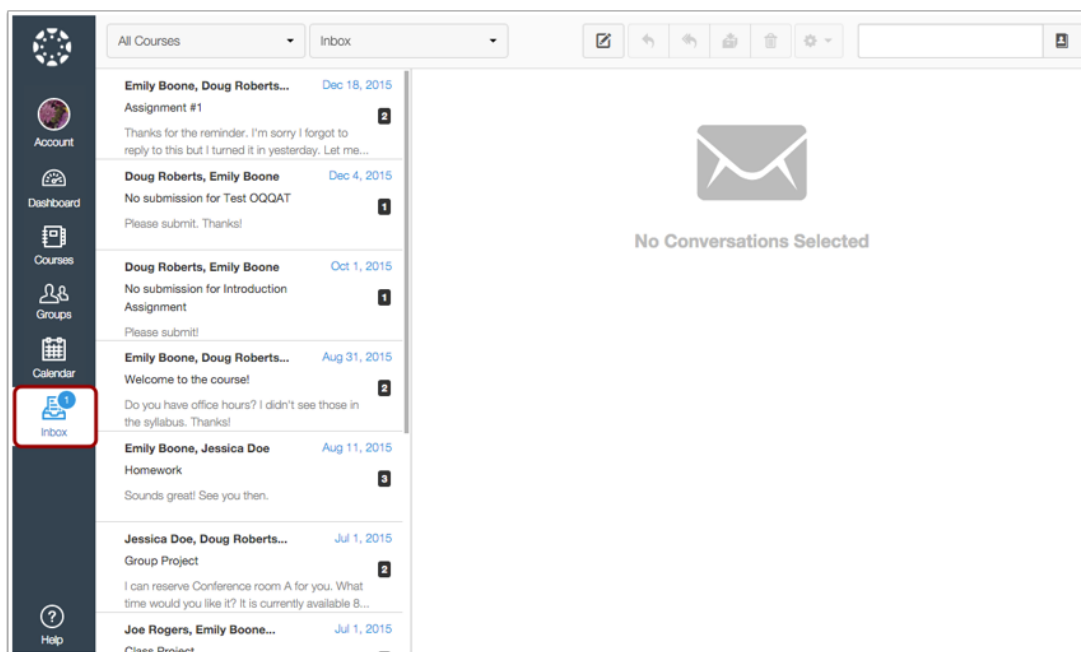 All Courses
Inbox
Account
Dashboard
Courses
Groups
Calendar
1
Inbox
Help
Emily Boone, Doug Roberts... Dec 18, 2015
Assignment #1
2
Thanks for the reminder. I'm sorry I forgot to
reply to this but I turned it in yesterday. Let me...
Doug Roberts, Emily Boone Dec 4, 2015
No submission for Test OQQAT
1
Please submit. Thanks!
Doug Roberts, Emily Boone Oct 1, 2015
No submission for Introduction
1
Assignment
Please submit!
Emily Boone, Doug Roberts... Aug 31, 2015
Welcome to the course!
2
Do you have office hours? I didn't see those in
the syllabus. Thanks!
Emily Boone, Jessica Doe Aug 11, 2015
Homework
3
Sounds great! See you then.
Jessica Doe, Doug Roberts... Jul 1, 2015
Group Project
2
I can reserve Conference room A for you. What
time would you like it? It is currently available 8...
Joe Rogers, Emily Boone... Jul 1, 2015
Class Project
No Conversations Selected